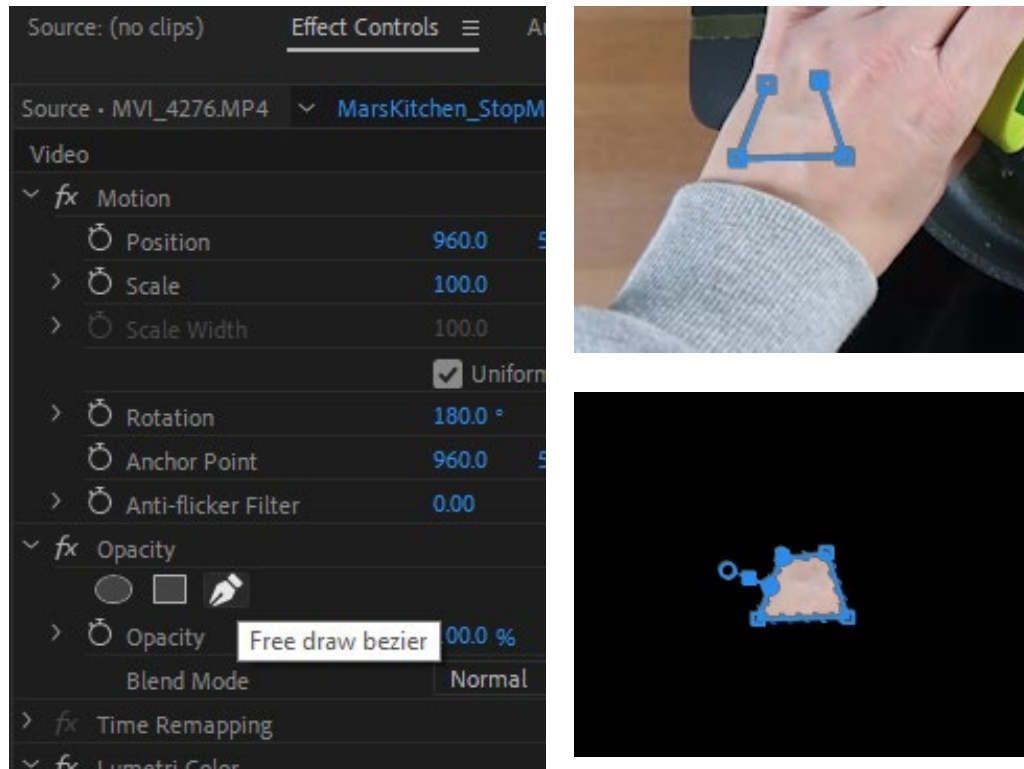 Source: (no clips)
Effect Controls
Source · MVI_4276.MP4
MarsKitchen_StopM
Video
fx Motion
Position 960.0
Scale 100.0
Scale Width 100.0
Uniform
Rotation 180.0 °
Anchor Point 960.0
Anti-flicker Filter 0.00
fx Opacity
Opacity 00.0 %
Free draw bezier
Blend Mode Normal
fx Time Remapping
fx Lumetri Color